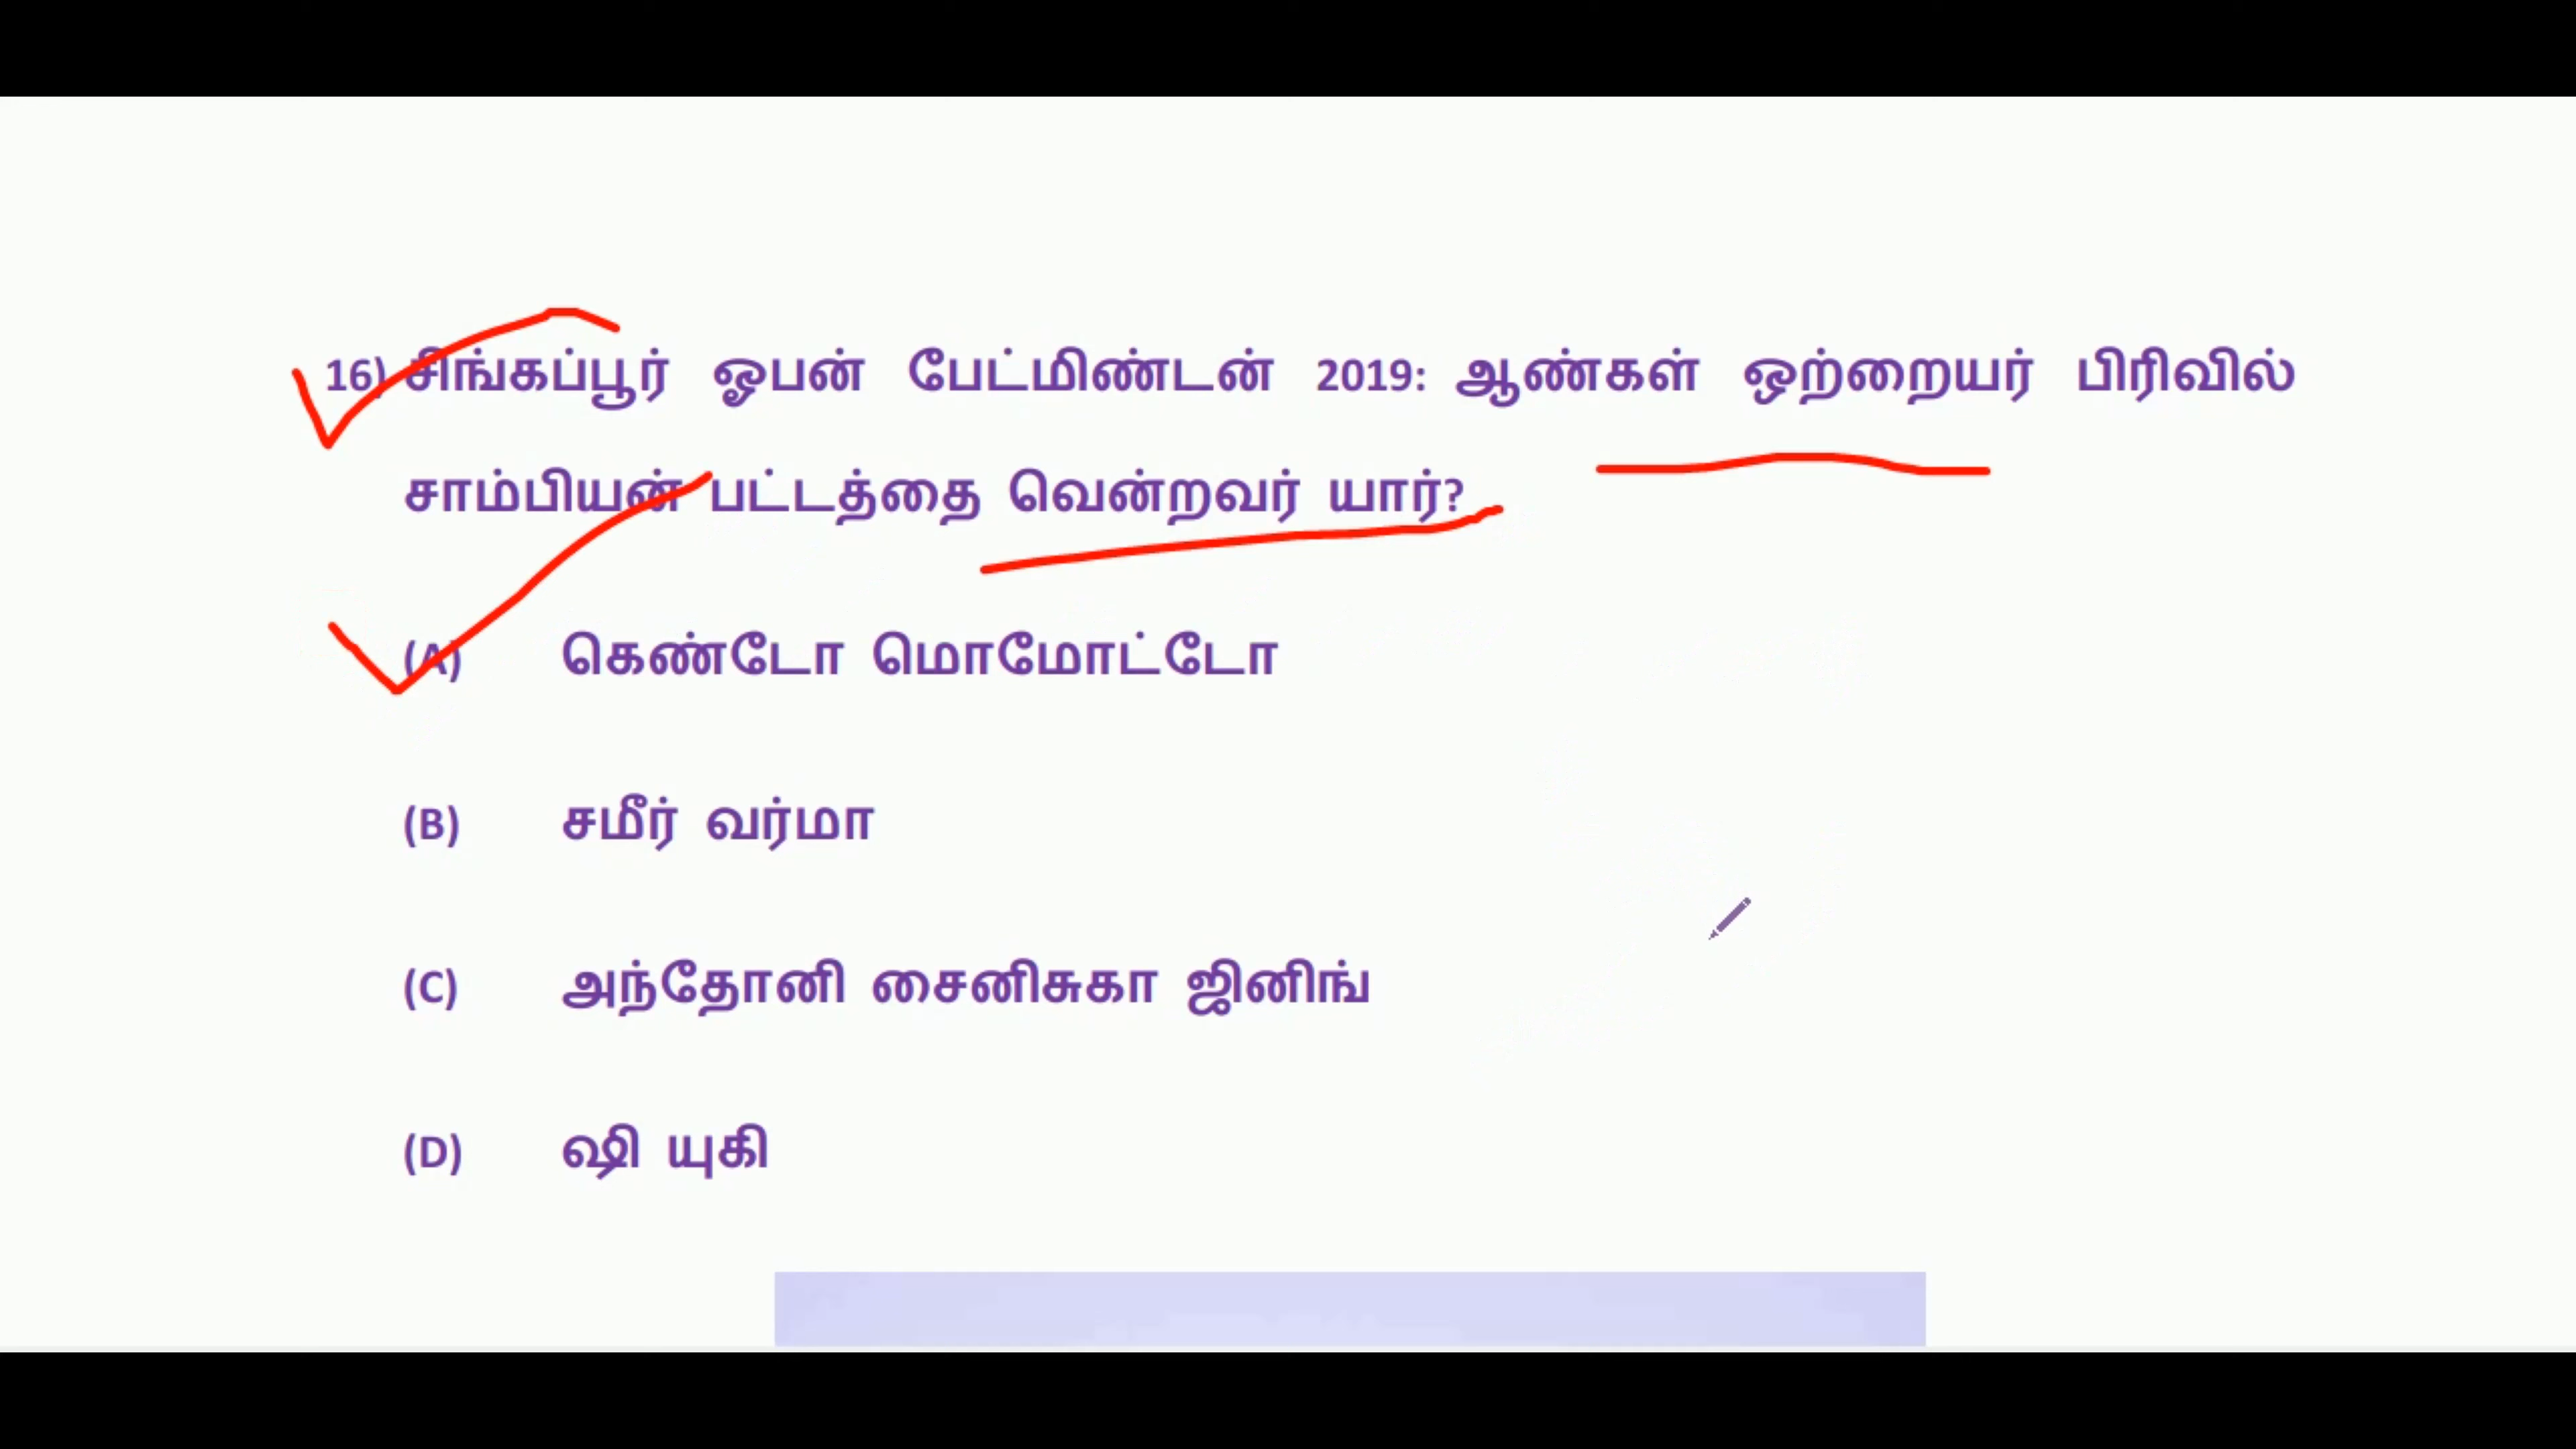 16) சிங்கப்பூர் ஓபன் பேட்மிண்டன் 2019: ஆண்கள் ஒற்றையர் பிரிவில்
சாம்பியன் பட்டத்தை வென்றவர் யார்?
(A) கெண்டோ மொமோட்டோ
(B) சமீர் வர்மா
(C) அந்தோனி சைனிசுகா ஜினிங்
(D) ஷி யுகி